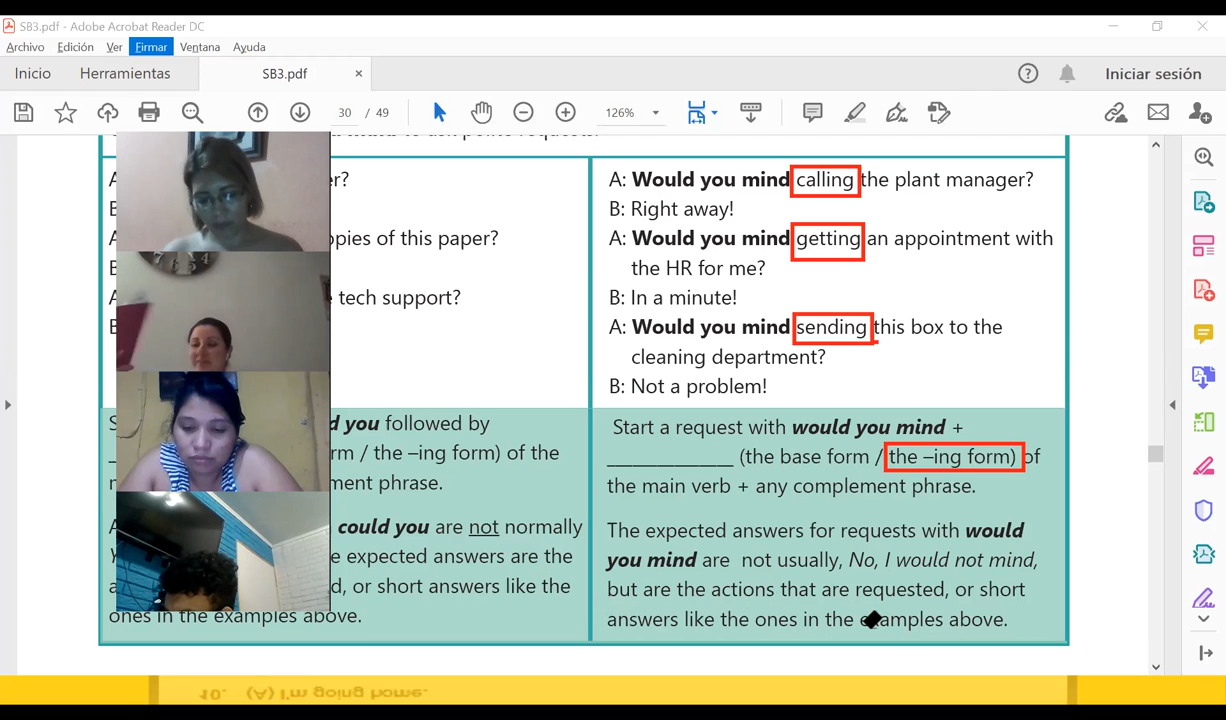 SB3.pdf - Adobe Acrobat Reader DC
Archivo Edición Ver Firmar Ventana Ayuda
Inicio Herramientas SB3.pdf × Iniciar sesión
30 / 49 126%
A
B
A
opies of this paper?
B
A
tech support?
B
A: Would you mind calling the plant manager?
B: Right away!
A: Would you mind getting an appointment with
the HR for me?
B: In a minute!
A: Would you mind sending this box to the
cleaning department?
B: Not a problem!
S
d you followed by
rm / the –ing form) of the
ment phrase.
A
could you are not normally
Y
e expected answers are the
a
d, or short answers like the
ones in the examples above.
Start a request with would you mind +
_____________ (the base form / the –ing form) of
the main verb + any complement phrase.
The expected answers for requests with would
you mind are not usually, No, I would not mind,
but are the actions that are requested, or short
answers like the ones in the examples above.
10. (A) I'm going home.